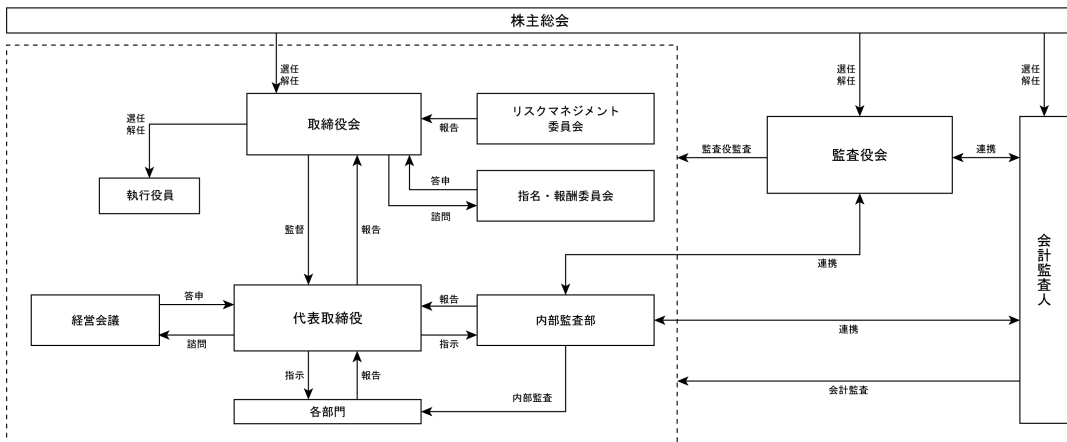 株主総会
選任
解任
選任
解任
選任
解任
取締役会
報告
リスクマネジメント
委員会
選任
解任
執行役員
監査役監査
監査役会
連携
答申
諮問
指名・報酬委員会
監督
報告
連携
会計監査人
経営会議
答申
諮問
代表取締役
報告
指示
内部監査部
連携
指示
報告
内部監査
会計監査
各部門